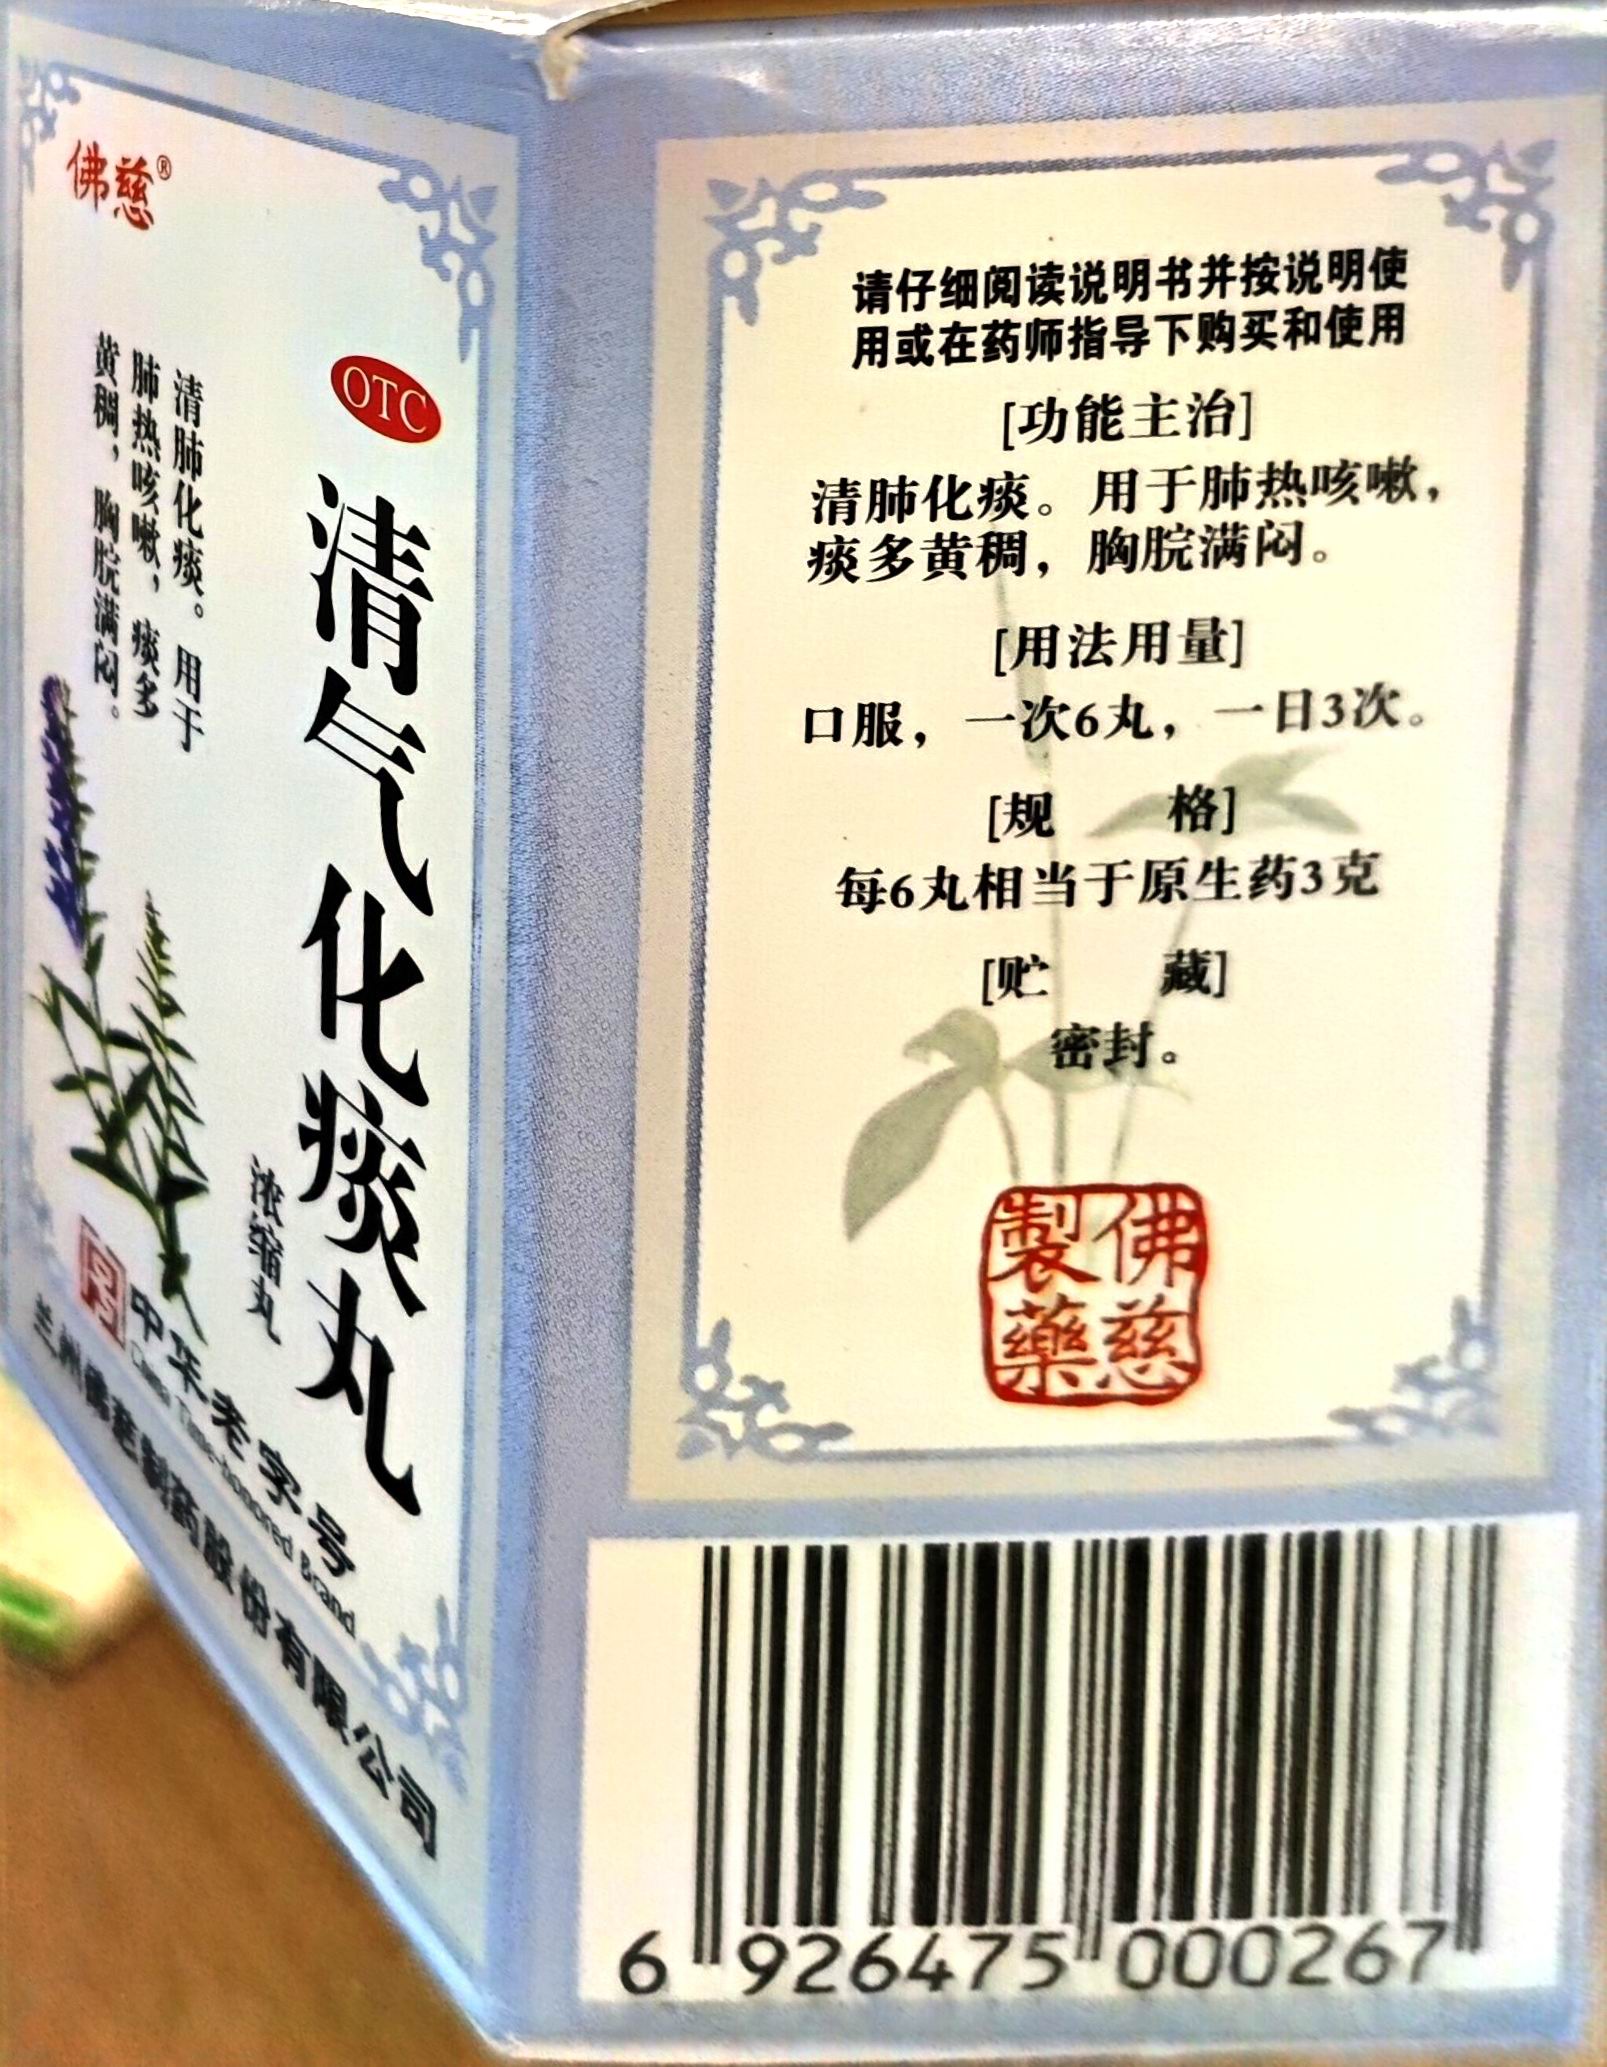 佛慈®
OTC
清气化痰丸
浓缩丸
清肺化痰。用于
肺热咳嗽，痰多
黄稠，胸脘满闷。
中华老字号
China Time-honored Brand
兰州佛慈制药股份有限公司
请仔细阅读说明书并按说明使
用或在药师指导下购买和使用
[功能主治]
清肺化痰。用于肺热咳嗽，
痰多黄稠，胸脘满闷。
[用法用量]
口服，一次6丸，一日3次。
[规 格]
每6丸相当于原生药3克
[贮 藏]
密封。
佛慈
製藥
6 926475 000267